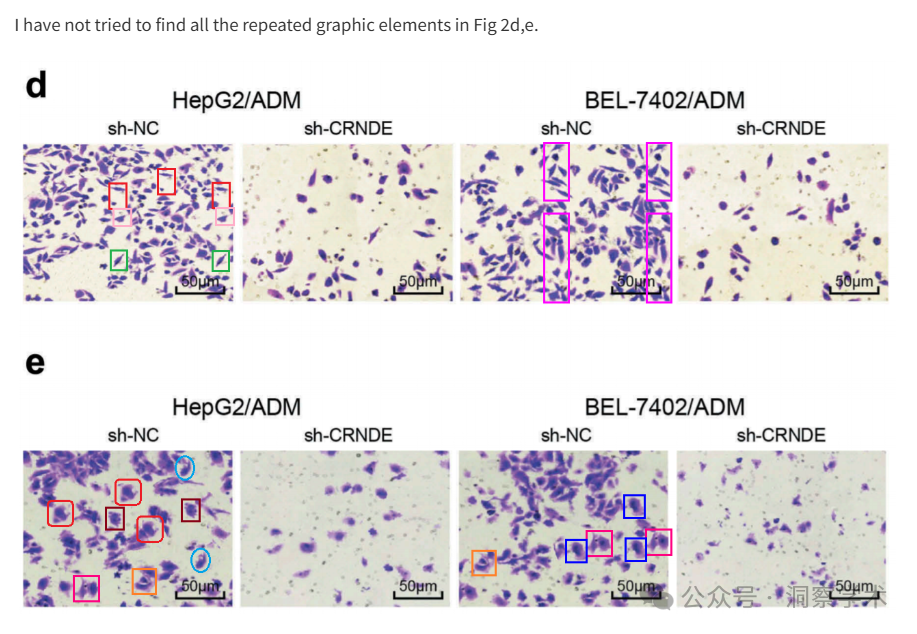 I have not tried to find all the repeated graphic elements in Fig 2d,e.
d
HepG2/ADM BEL-7402/ADM
sh-NC sh-CRNDE sh-NC sh-CRNDE
50μm 50μm 50μm 50μm
e
HepG2/ADM BEL-7402/ADM
sh-NC sh-CRNDE sh-NC sh-CRNDE
50μm 50μm 50μm 50μm
公众号 洞察学术